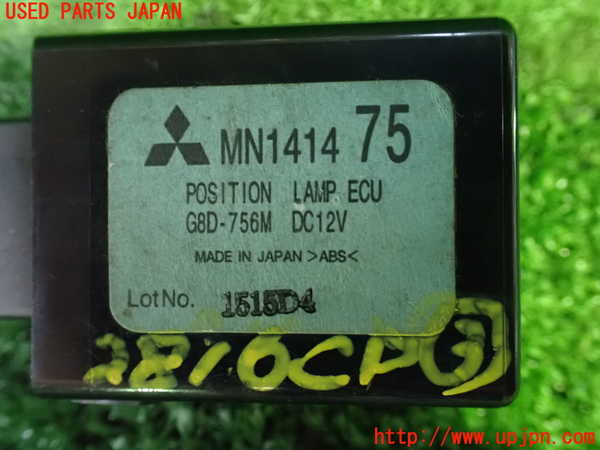 USED PARTS JAPAN
MN1414 75
POSITION LAMP ECU
G8D-756M DC12V
MADE IN JAPAN >ABS<
Lot No. 1515D4
http://www.upjpn.com